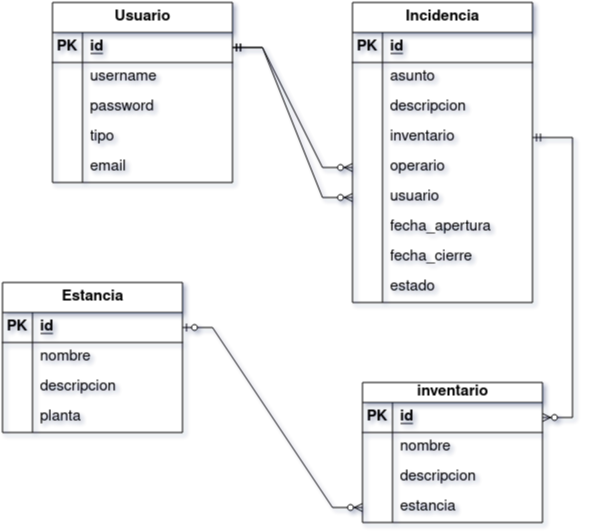 Usuario
PK id
username
password
tipo
email
Incidencia
PK id
asunto
descripcion
inventario
operario
usuario
fecha_apertura
fecha_cierre
estado
Estancia
PK id
nombre
descripcion
planta
inventario
PK id
nombre
descripcion
estancia